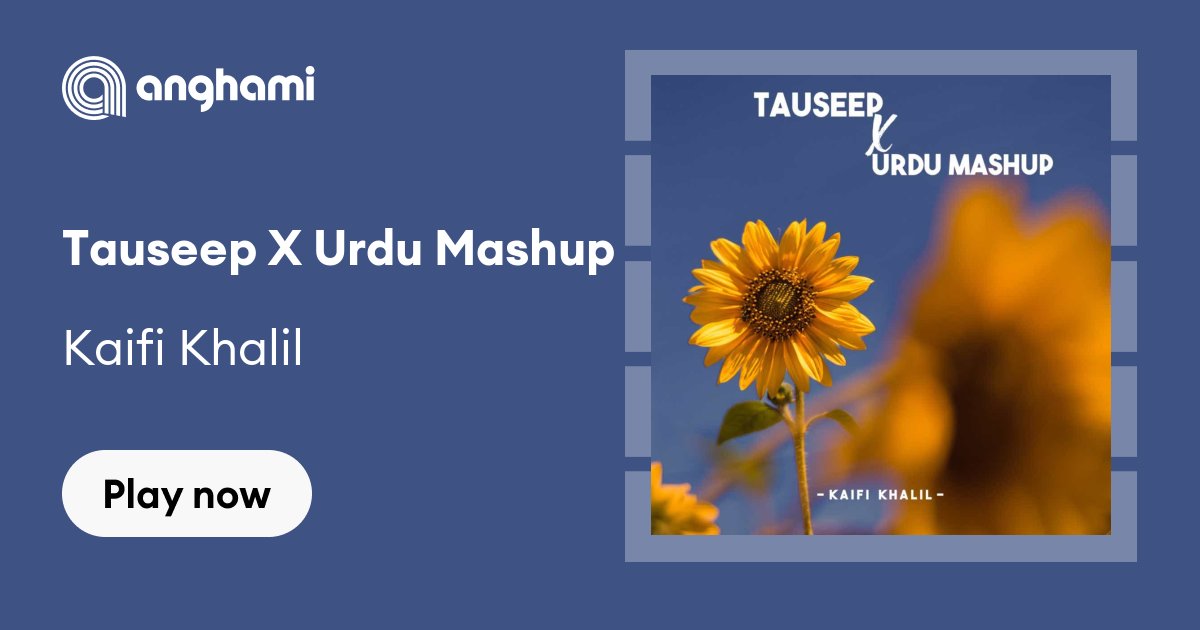 anghami
Tauseep X Urdu Mashup
Kaifi Khalil
Play now
TAUSEEP
X
URDU MASHUP
- KAIFI KHALIL -